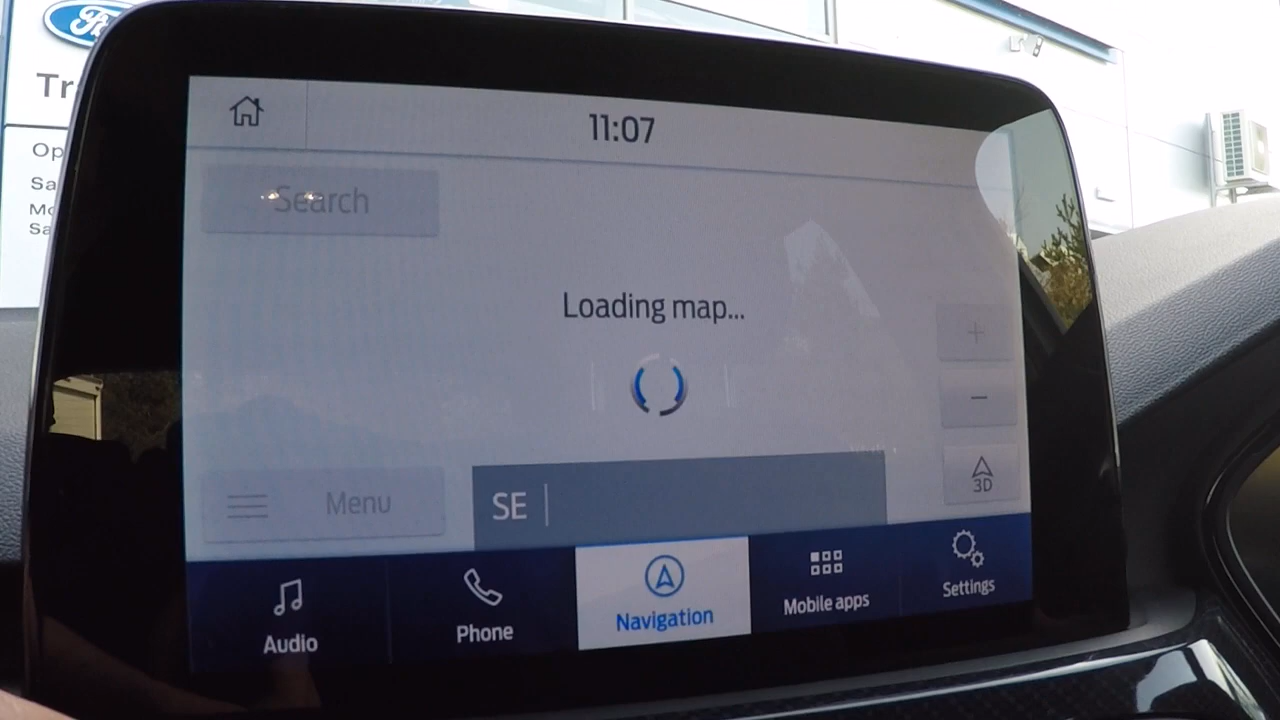 11:07
Search
Loading map...
3D
Menu
SE
Audio
Phone
Navigation
Mobile apps
Settings